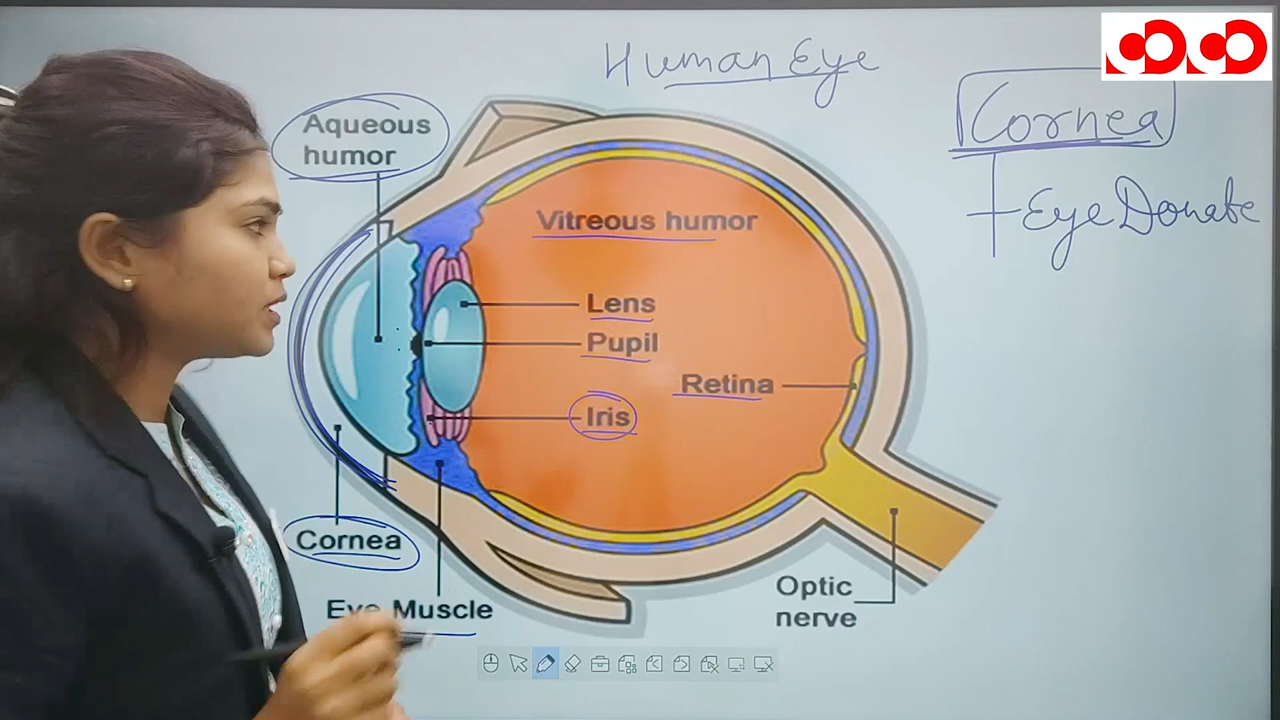 Human Eye
Cornea
Eye Donate
Aqueous
humor
Vitreous humor
Lens
Pupil
Retina
Iris
Cornea
Eye Muscle
Optic
nerve